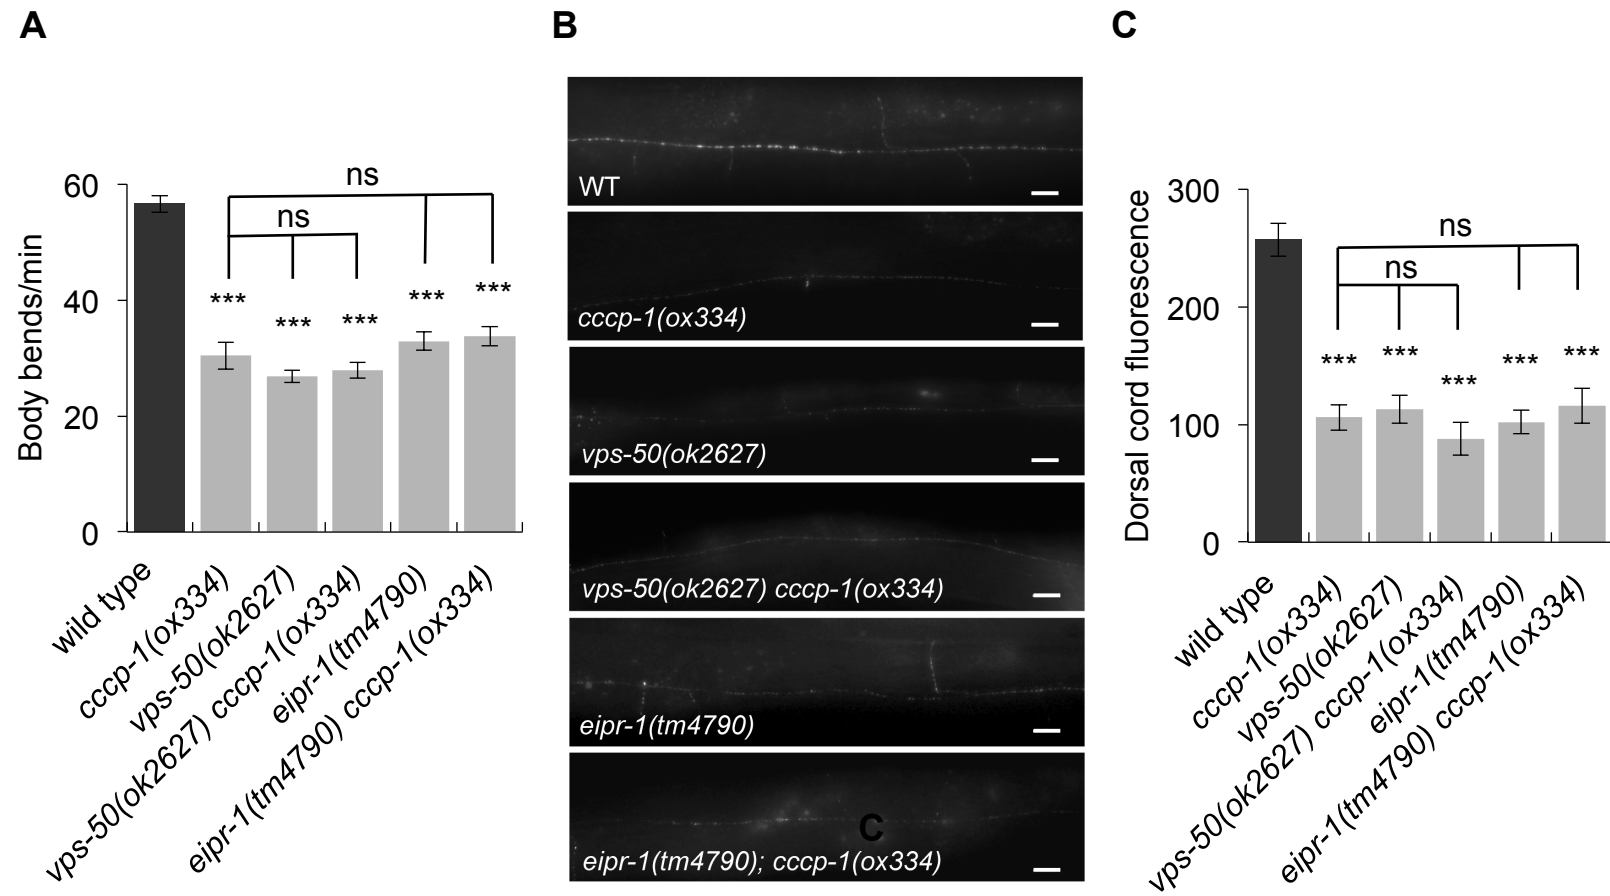 A
Body bends/min
60
40
20
0
ns
ns
***
***
***
***
***
wild type
cccp-1(ox334)
vps-50(ok2627)
vps-50(ok2627) cccp-1(ox334)
eipr-1(tm4790)
eipr-1(tm4790) cccp-1(ox334)
B
WT
cccp-1(ox334)
vps-50(ok2627)
vps-50(ok2627) cccp-1(ox334)
eipr-1(tm4790)
C
eipr-1(tm4790); cccp-1(ox334)
C
Dorsal cord fluorescence
300
200
100
0
ns
ns
***
***
***
***
***
wild type
cccp-1(ox334)
vps-50(ok2627)
vps-50(ok2627) cccp-1(ox334)
eipr-1(tm4790)
eipr-1(tm4790) cccp-1(ox334)